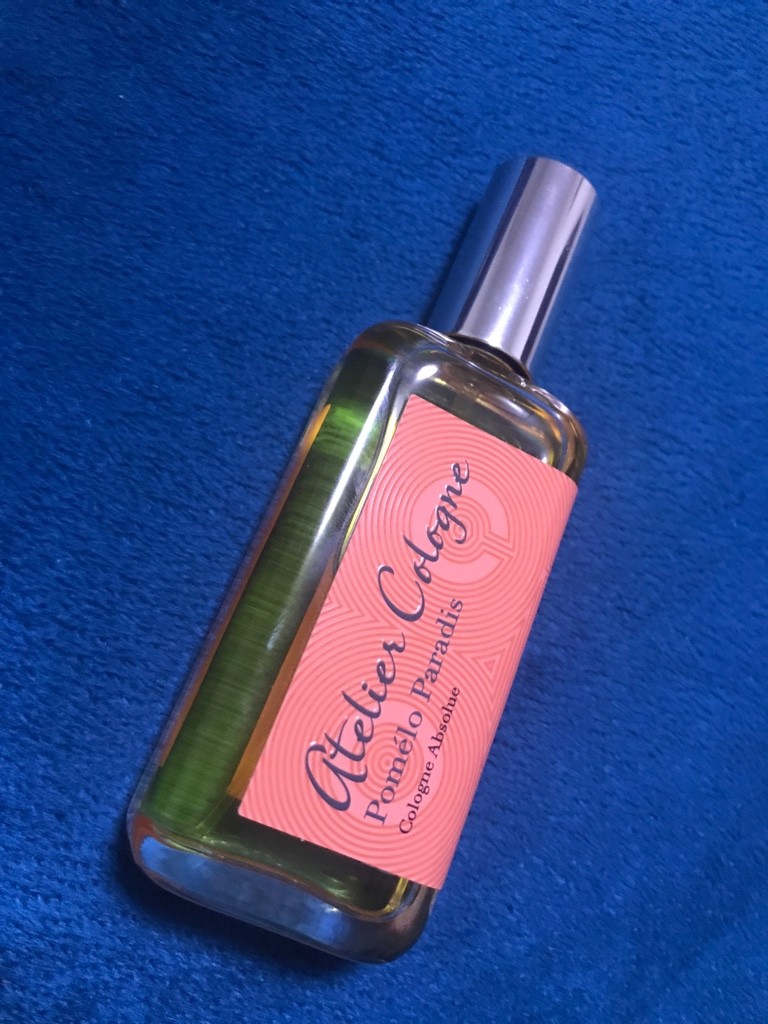 Atelier Cologne
Pomélo Paradis
Cologne Absolue